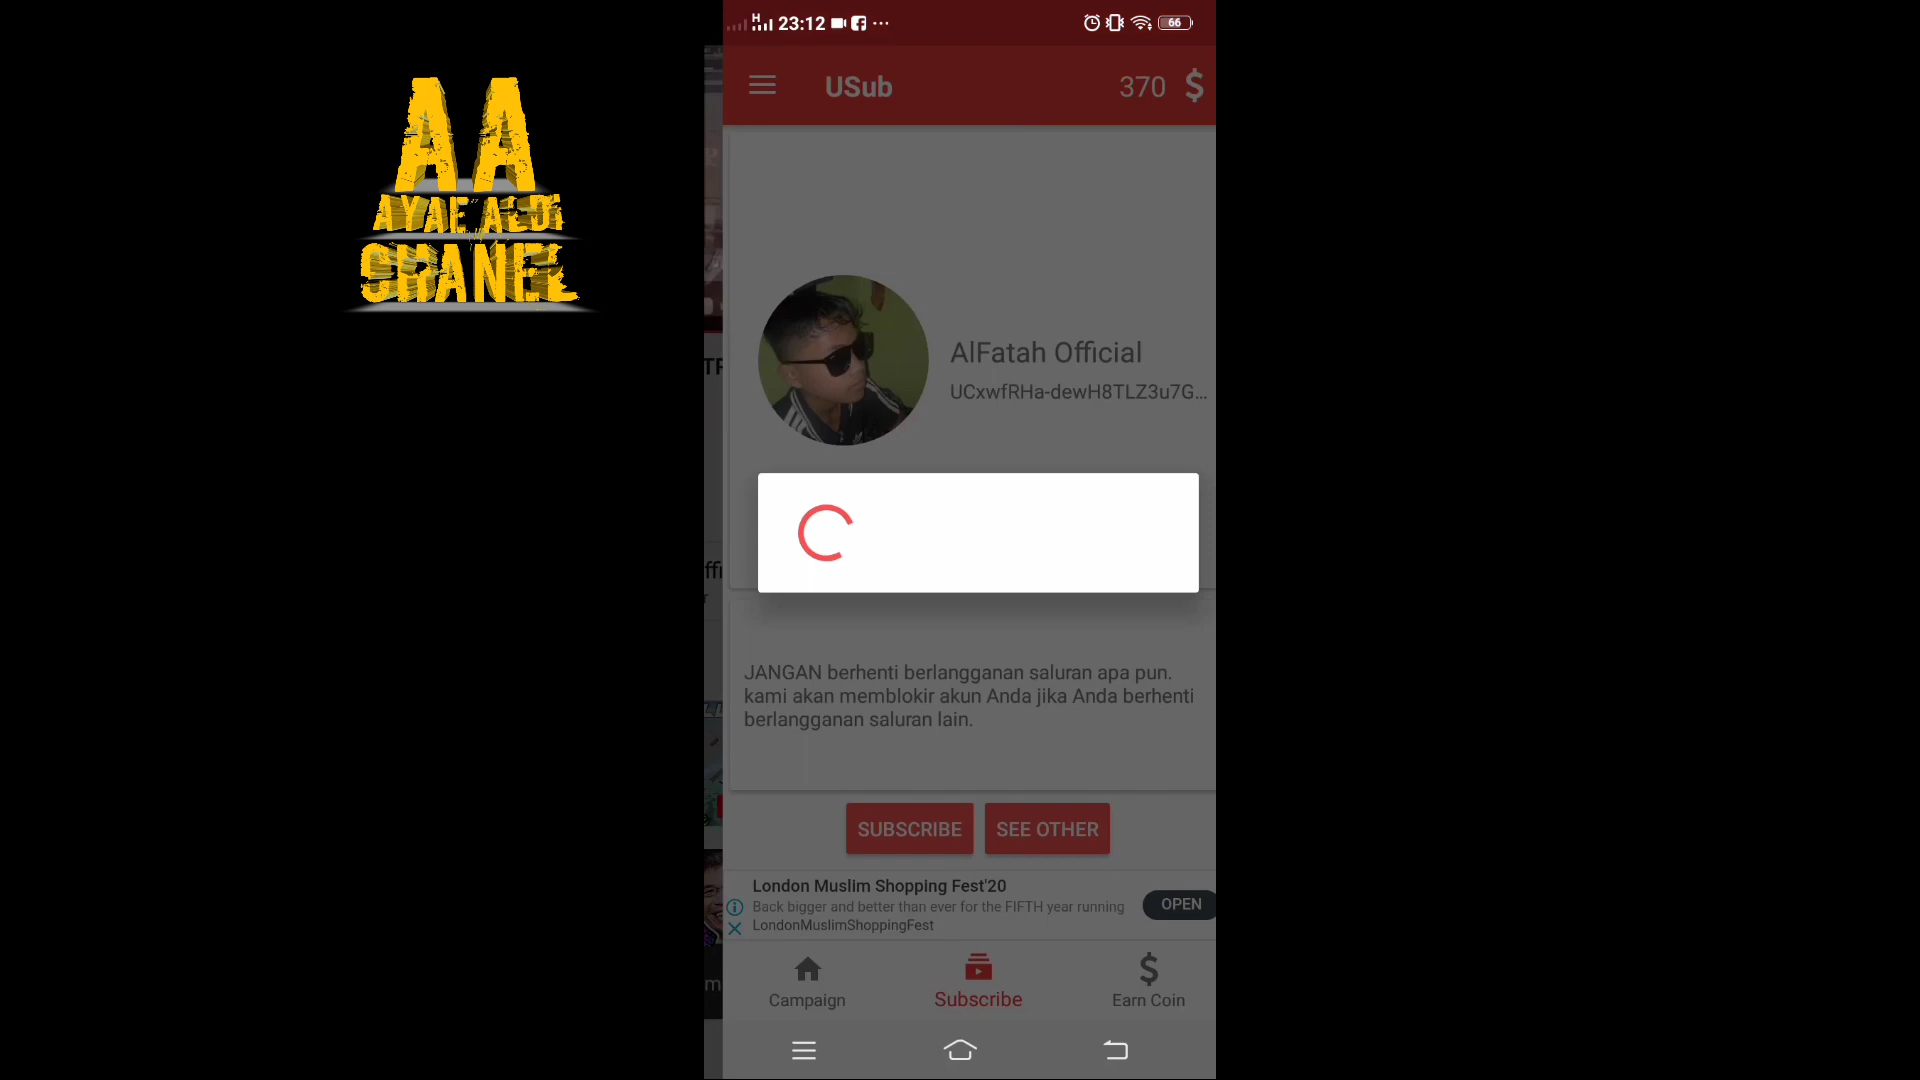 AA
AYAE ALDI
CHANEL
H
23:12
66
USub
370 $
AlFatah Official
UCxwfRHa-dewH8TLZ3u7G...
JANGAN berhenti berlangganan saluran apa pun.
kami akan memblokir akun Anda jika Anda berhenti
berlangganan saluran lain.
SUBSCRIBE
SEE OTHER
London Muslim Shopping Fest'20
Back bigger and better than ever for the FIFTH year running
LondonMuslimShoppingFest
OPEN
Campaign
Subscribe
Earn Coin